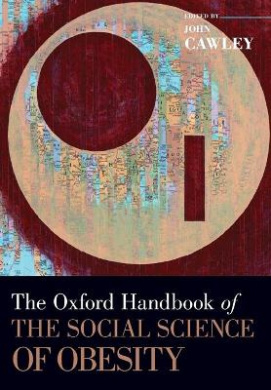 EDITED BY
JOHN
CAWLEY
The Oxford Handbook of
THE SOCIAL SCIENCE
OF OBESITY